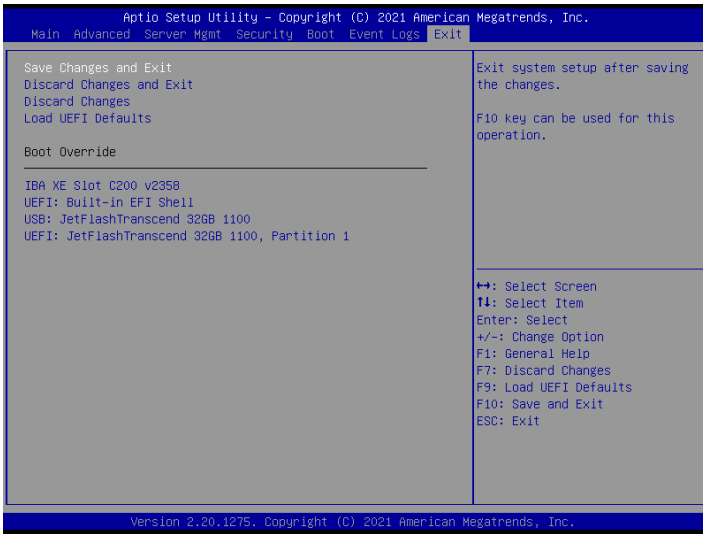 Aptio Setup Utility – Copyright (C) 2021 American Megatrends, Inc.
Main Advanced Server Mgmt Security Boot Event Logs Exit
Save Changes and Exit
Discard Changes and Exit
Discard Changes
Load UEFI Defaults
Boot Override
IBA XE Slot C200 v2358
UEFI: Built-in EFI Shell
USB: JetFlashTranscend 32GB 1100
UEFI: JetFlashTranscend 32GB 1100, Partition 1
Exit system setup after saving
the changes.
F10 key can be used for this
operation.
↔: Select Screen
↑↓: Select Item
Enter: Select
+/-: Change Option
F1: General Help
F7: Discard Changes
F9: Load UEFI Defaults
F10: Save and Exit
ESC: Exit
Version 2.20.1275. Copyright (C) 2021 American Megatrends, Inc.